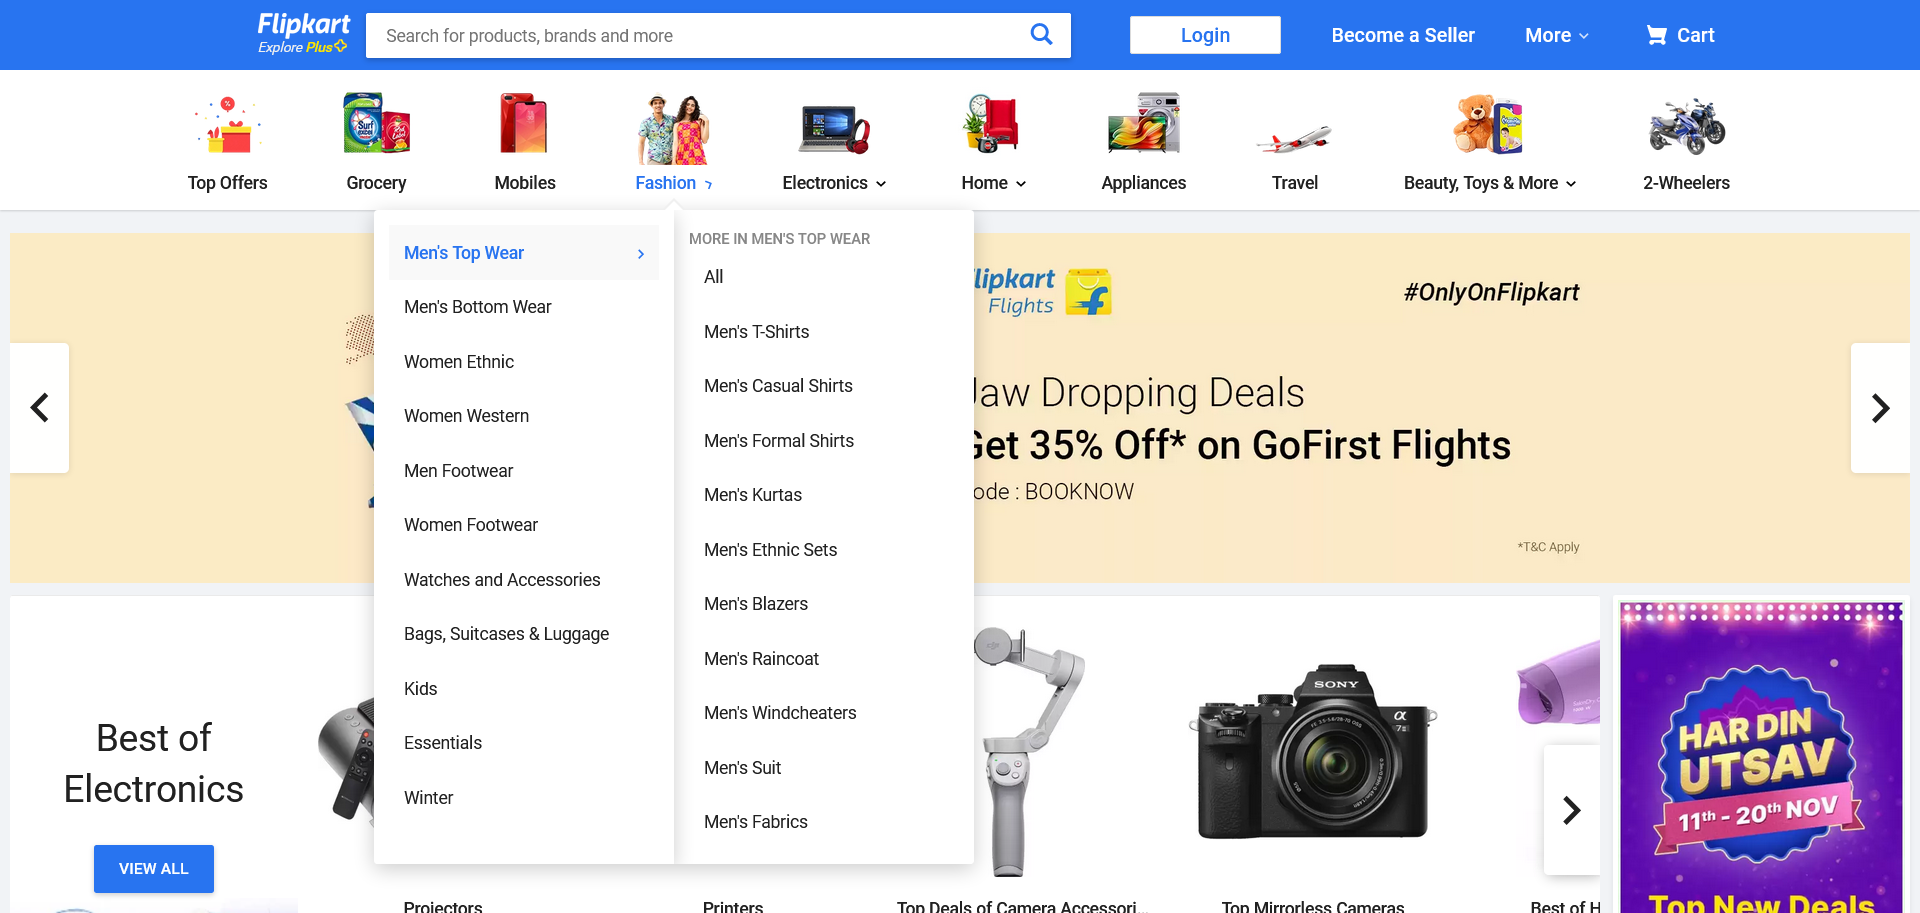 Flipkart
Explore Plus
Search for products, brands and more
Login
Become a Seller
More
Cart
Top Offers
Grocery
Mobiles
Fashion
Electronics
Home
Appliances
Travel
Beauty, Toys & More
2-Wheelers
Men's Top Wear
Men's Bottom Wear
Women Ethnic
Women Western
Men Footwear
Women Footwear
Watches and Accessories
Bags, Suitcases & Luggage
Kids
Essentials
Winter
MORE IN MEN'S TOP WEAR
All
Men's T-Shirts
Men's Casual Shirts
Men's Formal Shirts
Men's Kurtas
Men's Ethnic Sets
Men's Blazers
Men's Raincoat
Men's Windcheaters
Men's Suit
Men's Fabrics
lipkart
Flights
#OnlyOnFlipkart
Jaw Dropping Deals
Get 35% Off* on GoFirst Flights
ode : BOOKNOW
*T&C Apply
Best of
Electronics
VIEW ALL
SONY
α
7 II
HAR DIN
UTSAV
11th - 20th NOV
Top New Deals
Projectors
Printers
Top Deals of Camera Accessori...
Top Mirrorless Cameras
Best of H